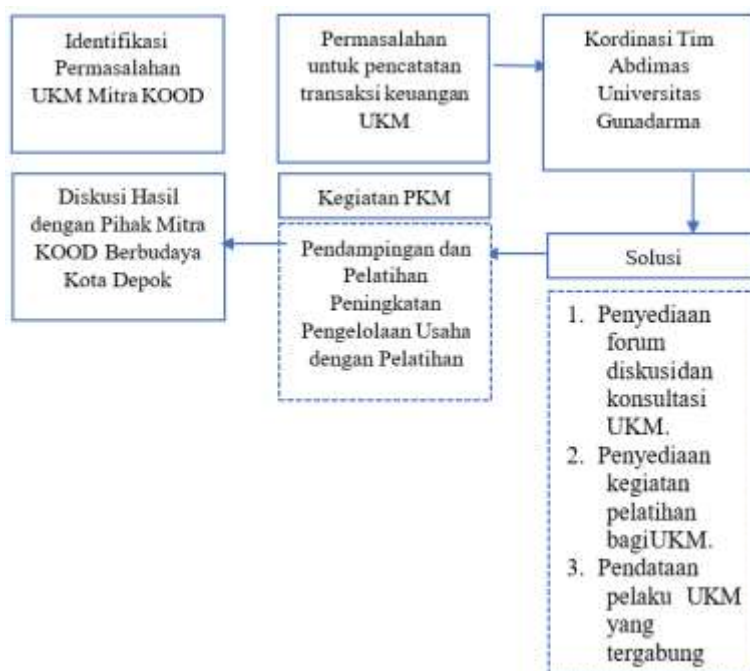 Identifikasi
Permasalahan
UKM Mitra KOOD
Permasalahan
untuk pencatatan
transaksi keuangan
UKM
Kordinasi Tim
Abdimas
Universitas
Gunadarma
Diskusi Hasil
dengan Pihak Mitra
KOOD Berbudaya
Kota Depok
Kegiatan PKM
Pendampingan dan
Pelatihan
Peningkatan
Pengelolaan Usaha
dengan Pelatihan
Solusi
1. Penyediaan
forum
diskusidan
konsultasi
UKM.
2. Penyediaan
kegiatan
pelatihan
bagiUKM.
3. Pendataan
pelaku UKM
yang
tergabung